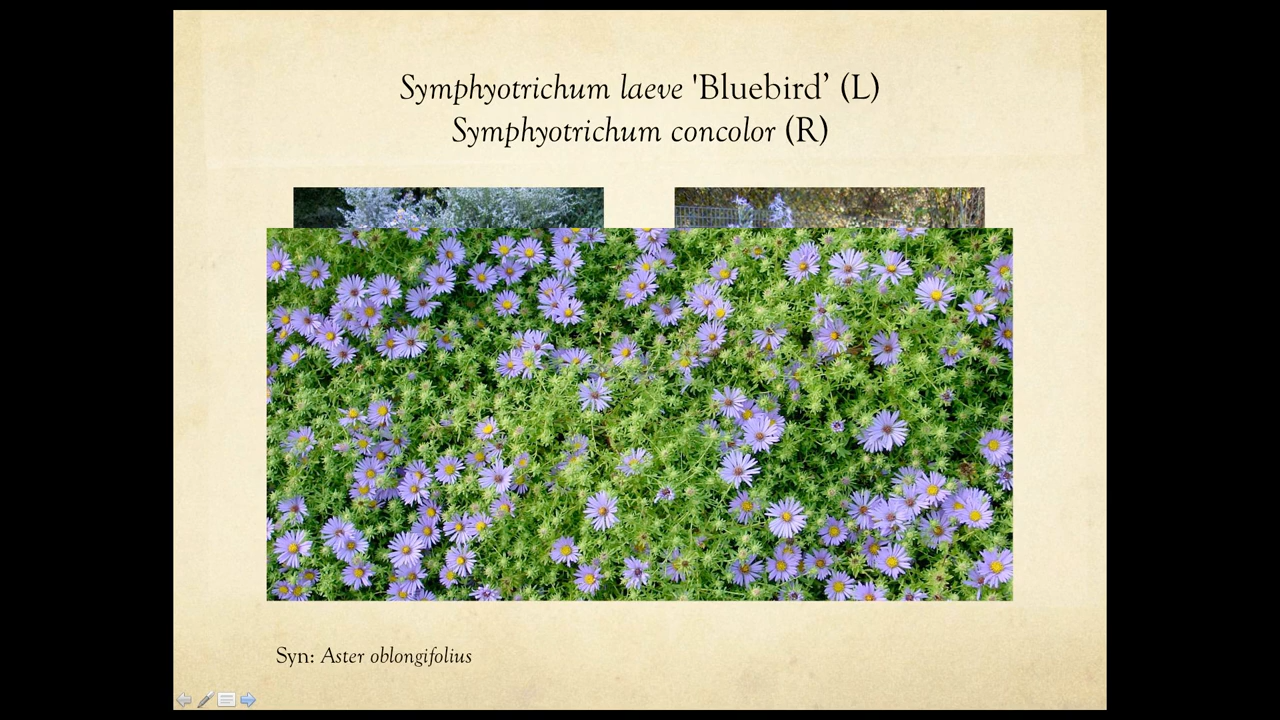 Symphyotrichum laeve 'Bluebird’ (L)
Symphyotrichum concolor (R)
Syn: Aster oblongifolius